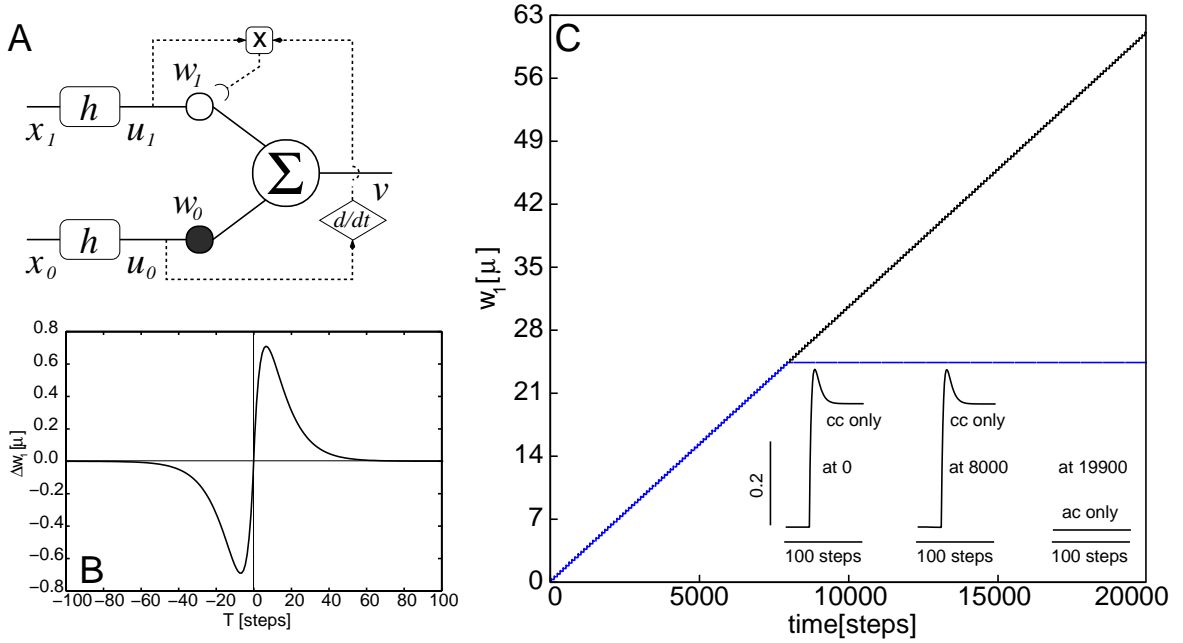 A
X
w1
h
x1 u1
Σ
v
w0
d/dt
h
x0 u0
0.8
0.6
0.4
0.2
0.0
−0.2
−0.4
−0.6
−0.8
Δw1[μ]
B
−100 −80 −60 −40 −20 0 20 40 60 80 100
T [steps]
C
63
56
49
42
35
28
21
14
7
0
w1[μ]
cc only cc only
at 0 at 8000 at 19900
0.2
ac only
100 steps 100 steps 100 steps
0 5000 10000 15000 20000
time[steps]